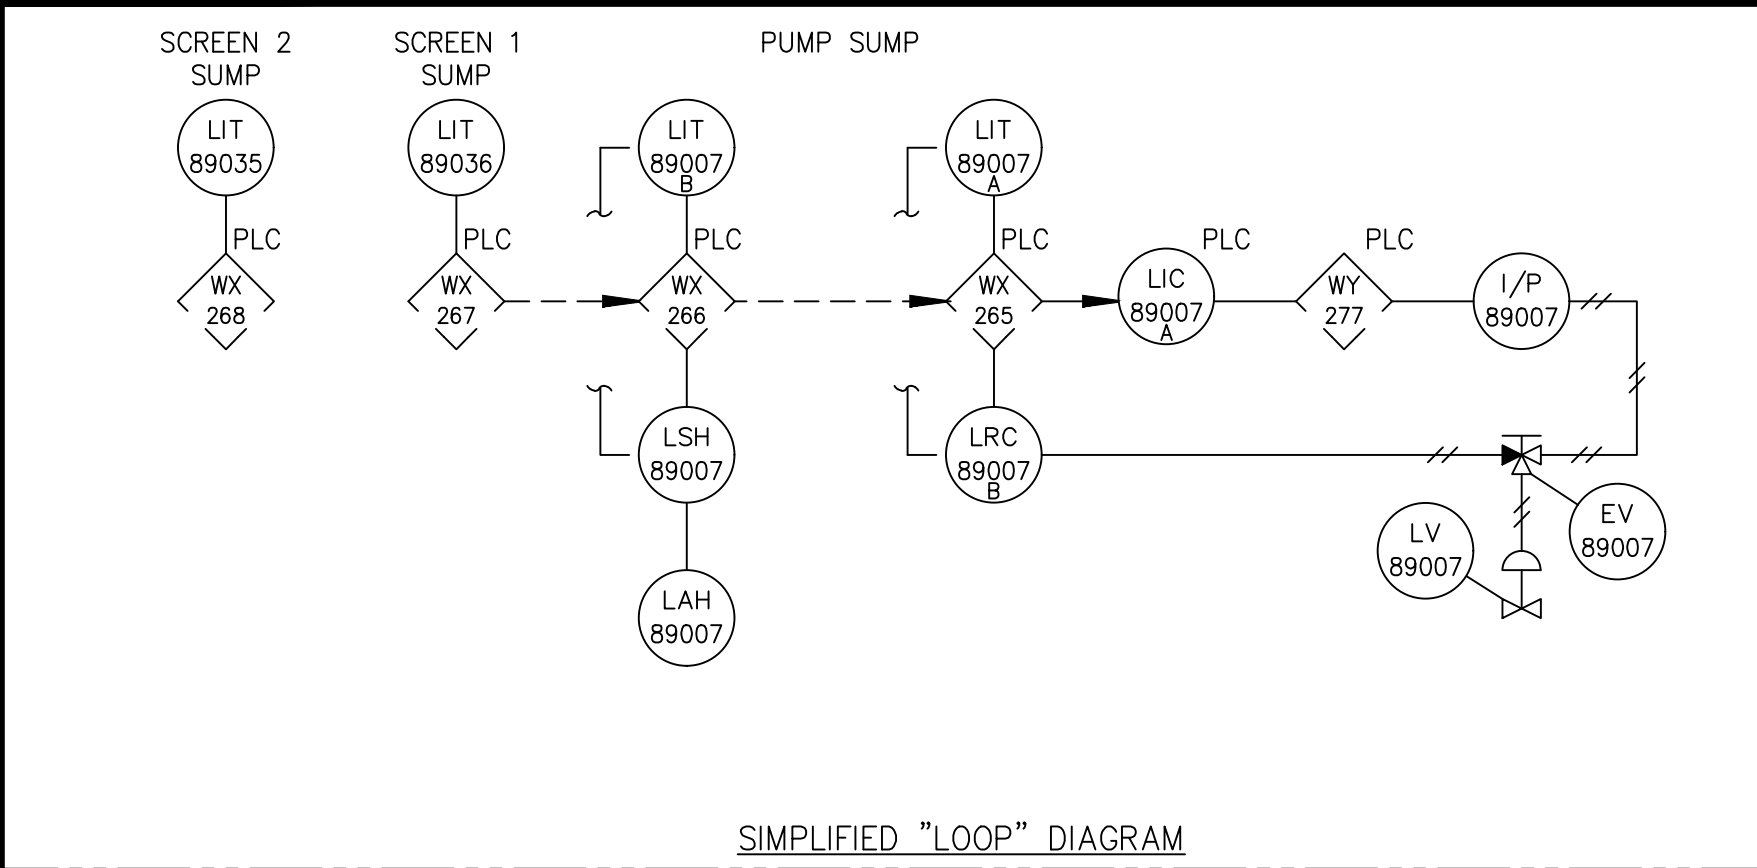 SCREEN 2
SUMP
SCREEN 1
SUMP
PUMP SUMP
LIT
89035
LIT
89036
LIT
89007
B
LIT
89007
A
PLC
PLC
PLC
PLC
PLC
PLC
WX
268
WX
267
WX
266
WX
265
LIC
89007
A
WY
277
I/P
89007
LSH
89007
LRC
89007
B
LV
89007
EV
89007
LAH
89007
SIMPLIFIED "LOOP" DIAGRAM